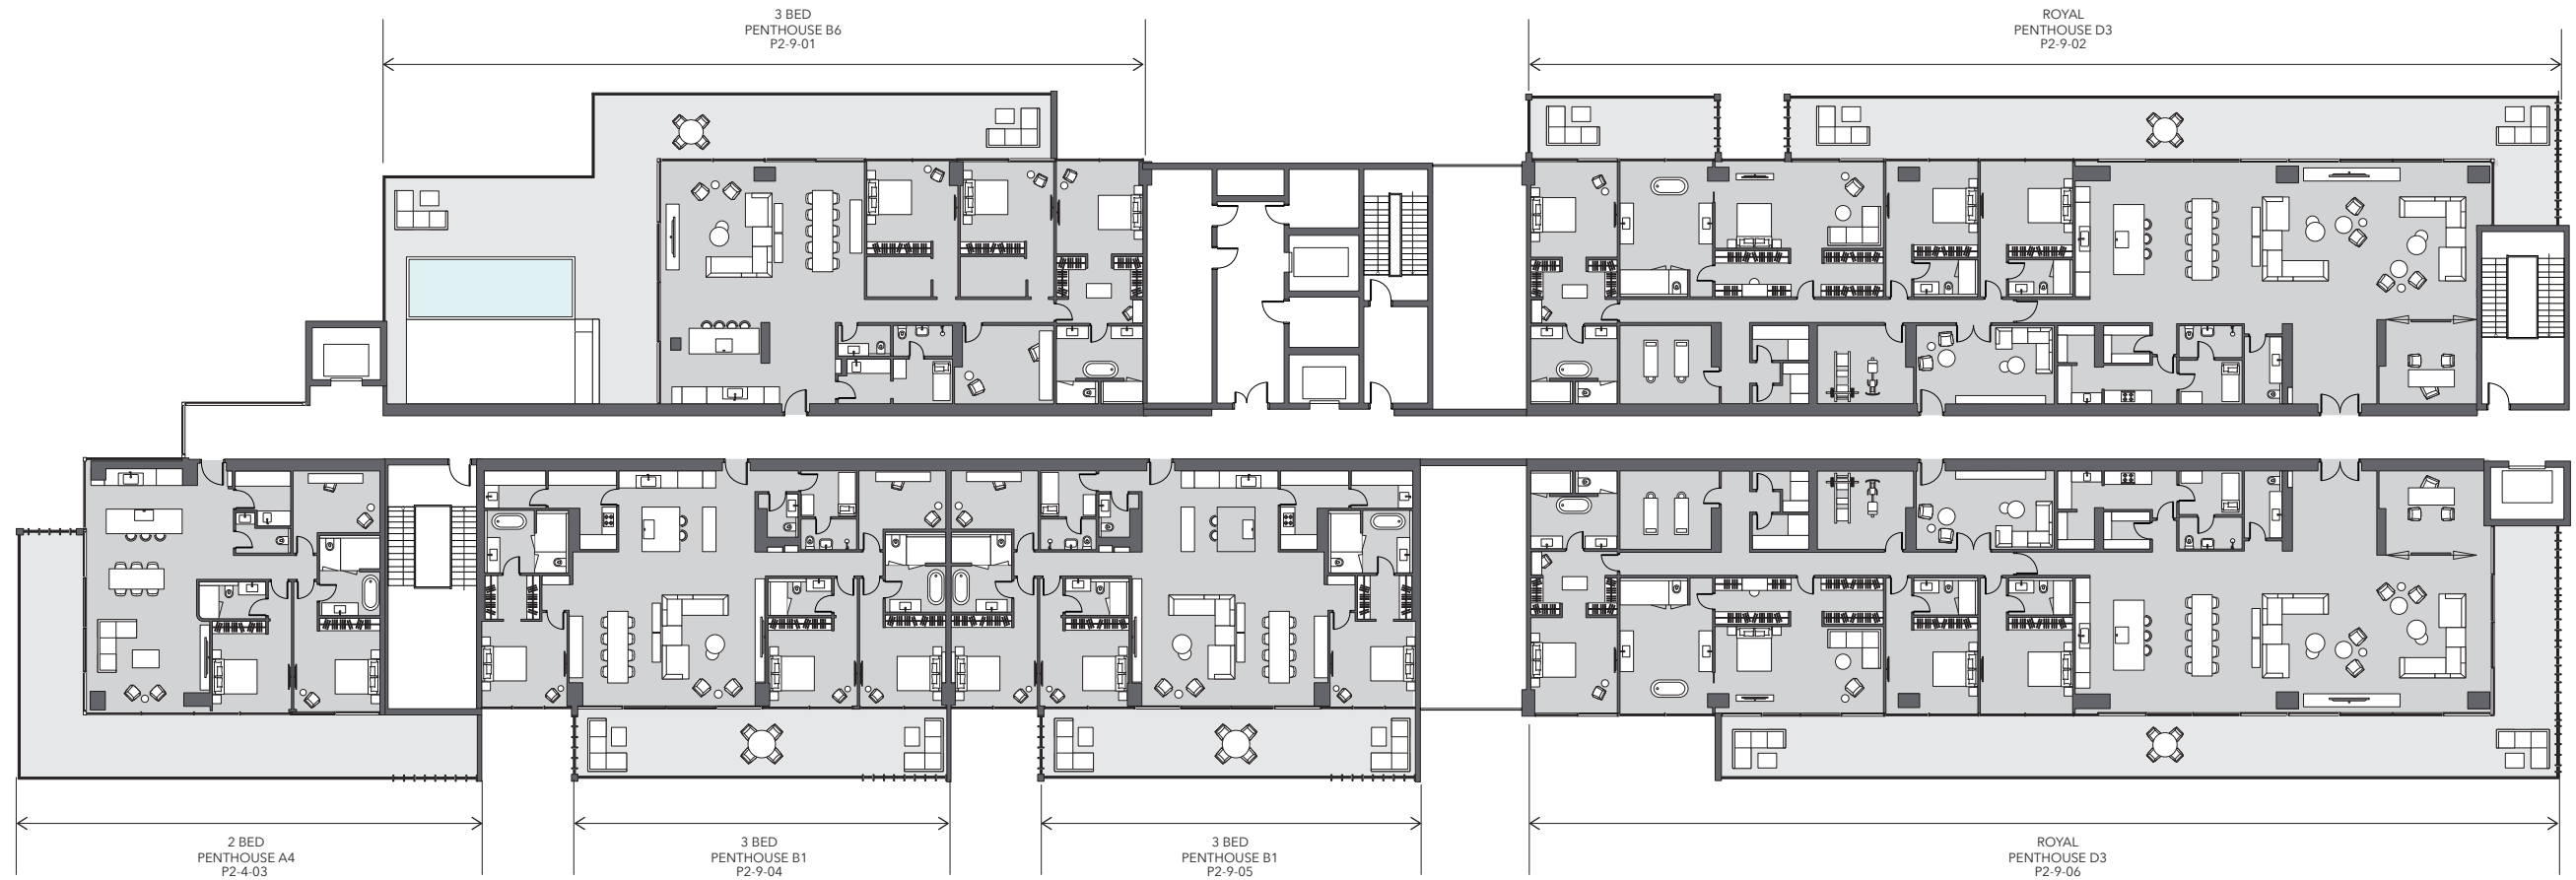 3 BED
PENTHOUSE B6
P2-9-01
ROYAL
PENTHOUSE D3
P2-9-02
2 BED
PENTHOUSE A4
P2-4-03
3 BED
PENTHOUSE B1
P2-9-04
3 BED
PENTHOUSE B1
P2-9-05
ROYAL
PENTHOUSE D3
P2-9-06